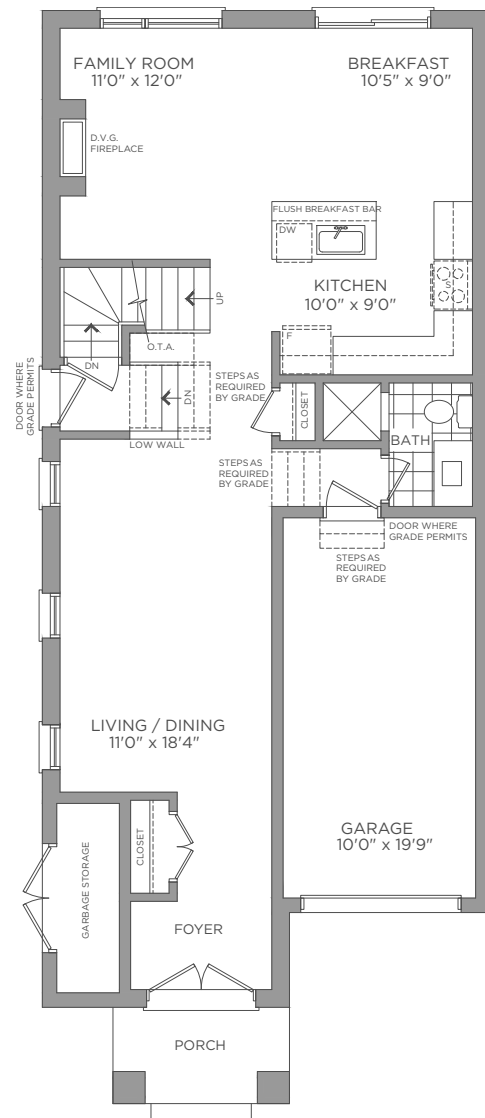 FAMILY ROOM
11'0" x 12'0"
BREAKFAST
10'5" x 9'0"
D.V.G.
FIREPLACE
FLUSH BREAKFAST BAR
DW
KITCHEN
10'0" x 9'0"
S
F
UP
O.T.A.
DN
DN
DOOR WHERE
GRADE PERMITS
STEPS AS
REQUIRED
BY GRADE
CLOSET
BATH
LOW WALL
STEPS AS
REQUIRED
BY GRADE
DOOR WHERE
GRADE PERMITS
STEPS AS
REQUIRED
BY GRADE
LIVING / DINING
11'0" x 18'4"
GARAGE
10'0" x 19'9"
CLOSET
GARBAGE STORAGE
FOYER
PORCH